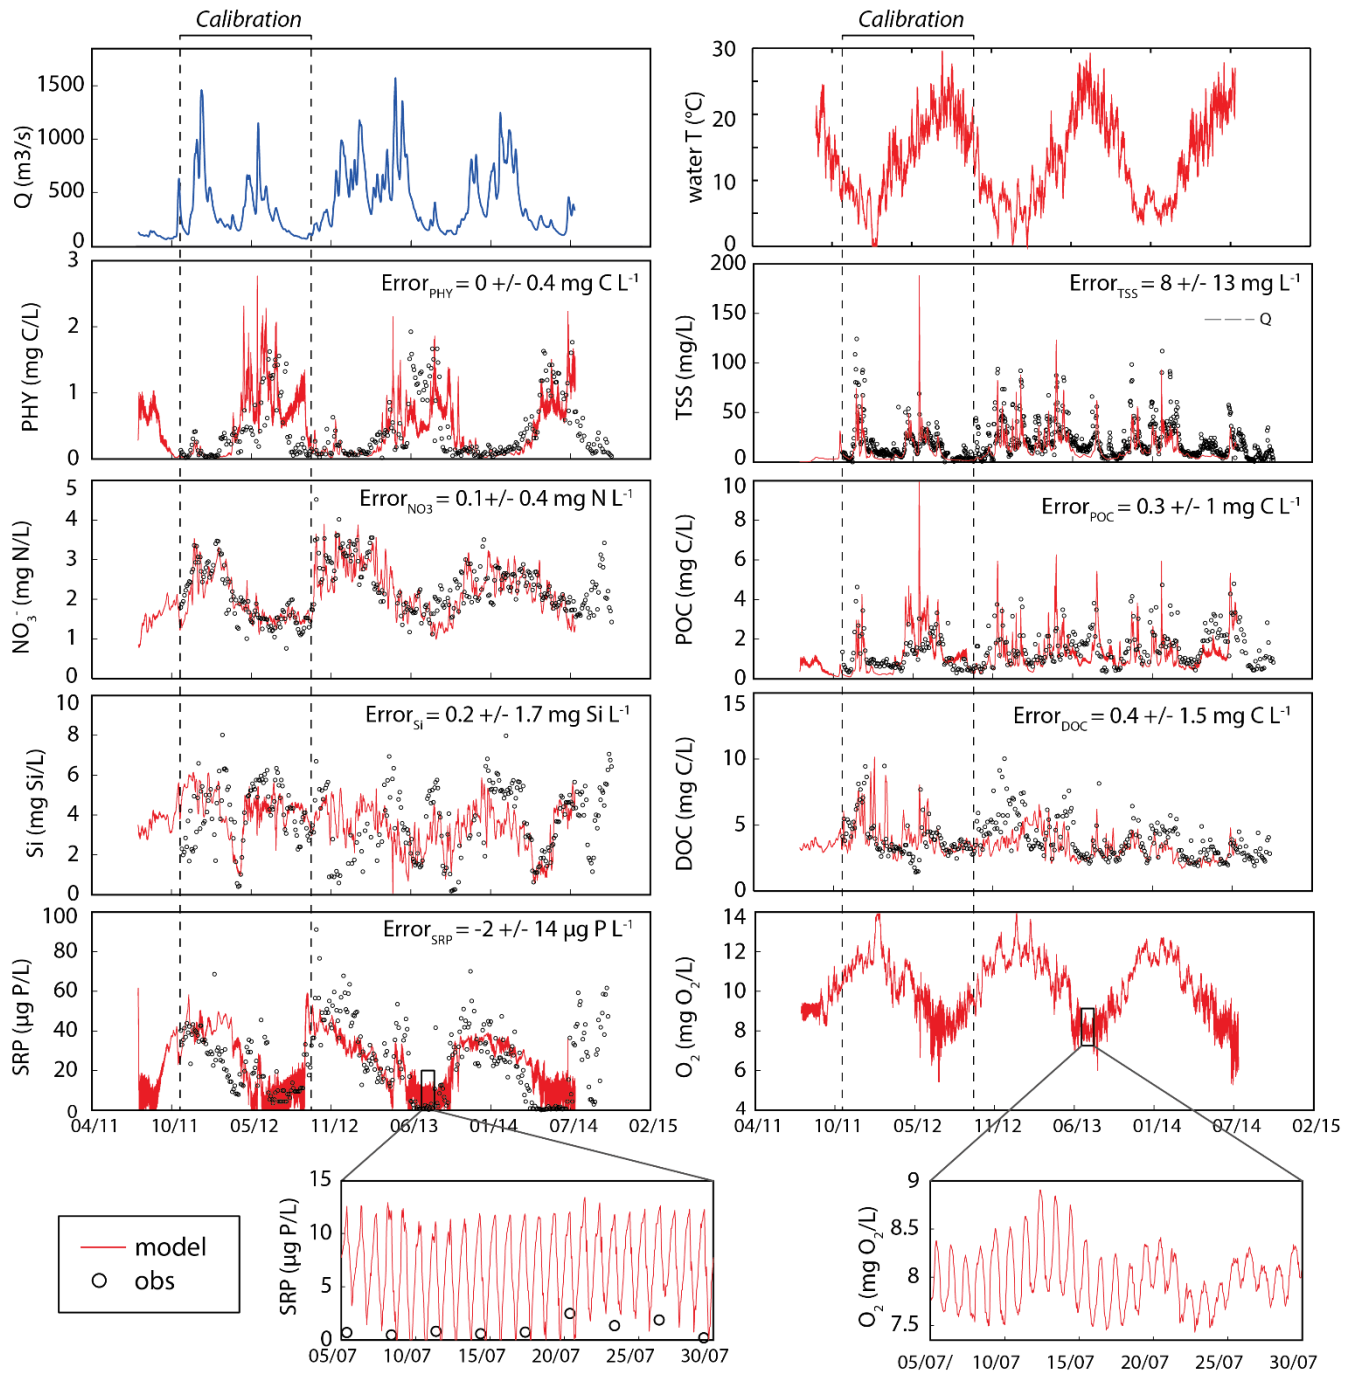 Calibration
Calibration
Q (m3/s)
1500
1000
500
0
water T (°C)
30
20
10
0
PHY (mg C/L)
3
2
1
0
Error_PHY = 0 +/- 0.4 mg C L⁻¹
TSS (mg/L)
200
150
100
50
0
Error_TSS = 8 +/- 13 mg L⁻¹
Q
NO₃⁻ (mg N/L)
5
4
3
2
1
0
Error_NO3 = 0.1+/- 0.4 mg N L⁻¹
POC (mg C/L)
10
8
6
4
2
0
Error_POC = 0.3 +/- 1 mg C L⁻¹
Si (mg Si/L)
10
8
6
4
2
0
Error_Si = 0.2 +/- 1.7 mg Si L⁻¹
DOC (mg C/L)
15
10
5
0
Error_DOC = 0.4 +/- 1.5 mg C L⁻¹
SRP (µg P/L)
100
80
60
40
20
0
Error_SRP = -2 +/- 14 µg P L⁻¹
04/11 10/11 05/12 11/12 06/13 01/14 07/14 02/15
O₂ (mg O₂/L)
14
12
10
8
6
4
04/11 10/11 05/12 11/12 06/13 01/14 07/14 02/15
model
obs
SRP (µg P/L)
15
10
5
0
05/07 10/07 15/07 20/07 25/07 30/07
O₂ (mg O₂/L)
9
8.5
8
7.5
05/07/ 10/07 15/07 20/07 25/07 30/07